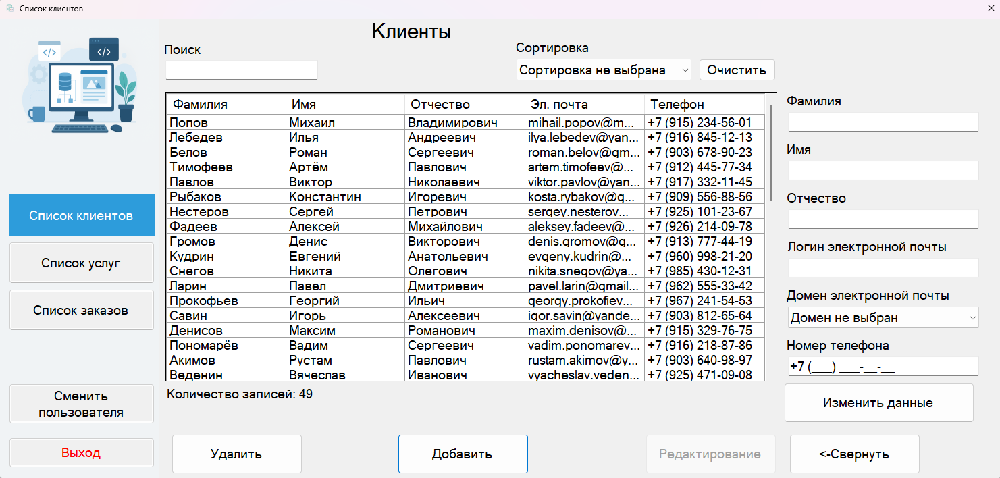 Список клиентов
Клиенты
Поиск
Сортировка
Сортировка не выбрана
Очистить
Фамилия Имя Отчество Эл. почта Телефон
Попов Михаил Владимирович mihail.popov@m... +7 (915) 234-56-01
Лебедев Илья Андреевич ilya.lebedev@yan... +7 (916) 845-12-13
Белов Роман Сергеевич roman.belov@gm... +7 (903) 678-90-23
Тимофеев Артём Павлович artem.timofeev@... +7 (912) 445-77-34
Павлов Виктор Николаевич viktor.pavlov@yan... +7 (917) 332-11-45
Рыбаков Константин Игоревич kosta.rybakov@g... +7 (909) 556-88-56
Нестеров Сергей Петрович sergey.nesterov... +7 (925) 101-23-67
Фадеев Алексей Михайлович aleksey.fadeev@... +7 (926) 214-09-78
Громов Денис Викторович denis.gromov@g... +7 (913) 777-44-19
Кудрин Евгений Анатольевич evgeny.kudrin@... +7 (960) 998-21-20
Снегов Никита Олегович nikita.snegov@ya... +7 (985) 430-12-31
Ларин Павел Дмитриевич pavel.larin@gmail... +7 (962) 555-33-42
Прокофьев Георгий Ильич georgy.prokofiev... +7 (967) 241-54-53
Савин Игорь Алексеевич igor.savin@yande... +7 (903) 812-65-64
Денисов Максим Романович maxim.denisov@... +7 (915) 329-76-75
Пономарёв Вадим Сергеевич vadim.ponomarev... +7 (916) 218-87-86
Акимов Рустам Павлович rustam.akimov@y... +7 (903) 640-98-97
Веденин Вячеслав Иванович vyacheslav.veden... +7 (925) 471-09-08
Количество записей: 49
Фамилия
Имя
Отчество
Логин электронной почты
Домен электронной почты
Домен не выбран
Номер телефона
+7 (___) ___-__-__
Изменить данные
</>
Список клиентов
Список услуг
Список заказов
Сменить
пользователя
Выход
Удалить
Добавить
Редактирование
<-Свернуть